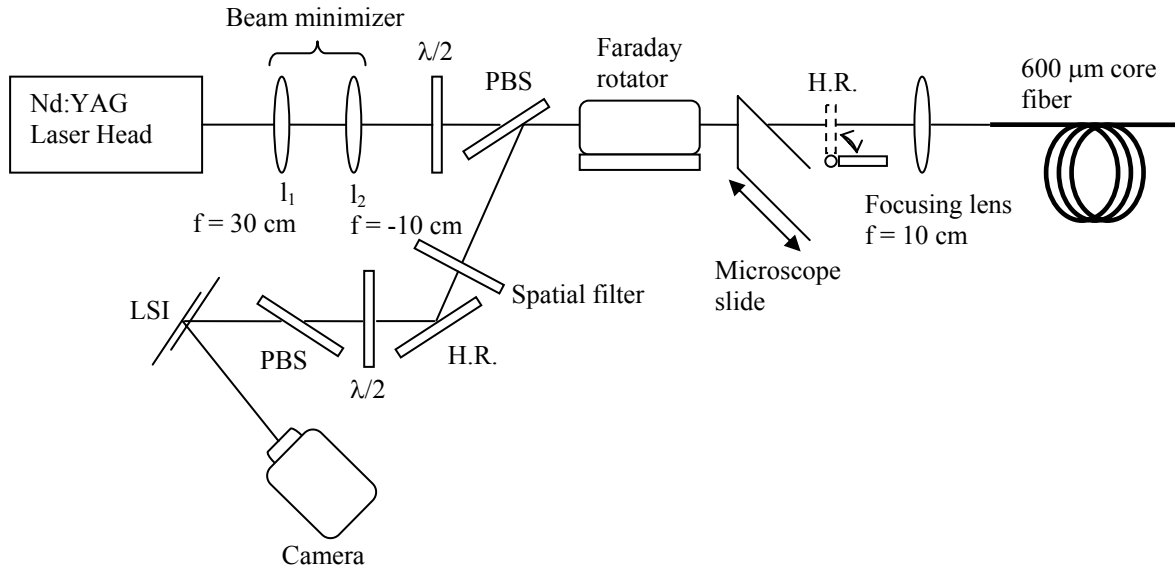 Beam minimizer
Nd:YAG
Laser Head
λ/2
PBS
Faraday
rotator
H.R.
600 μm core
fiber
l₁
f = 30 cm
l₂
f = -10 cm
Focusing lens
f = 10 cm
Microscope
slide
Spatial filter
LSI
PBS
λ/2
H.R.
Camera